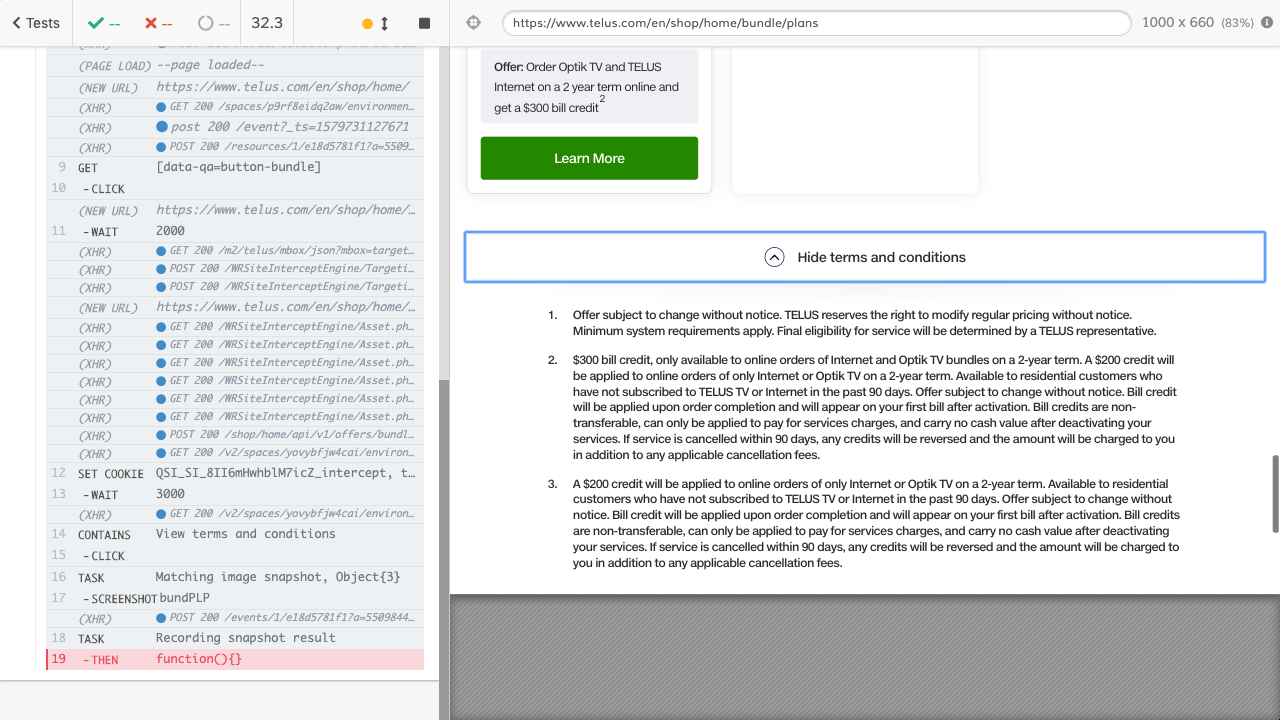 Tests
--
--
--
32.3
https://www.telus.com/en/shop/home/bundle/plans
1000 x 660 (83%)
(PAGE LOAD) --page loaded--
(NEW URL) https://www.telus.com/en/shop/home/
(XHR) GET 200 /spaces/p9rf8eidq2aw/environmen…
(XHR) post 200 /event?_ts=1579731127671
(XHR) POST 200 /resources/1/e18d5781f1?a=5509…
9 GET [data-qa=button-bundle]
10 -CLICK
(NEW URL) https://www.telus.com/en/shop/home/…
11 -WAIT 2000
(XHR) GET 200 /m2/telus/mbox/json?mbox=target…
(XHR) POST 200 /WRSiteInterceptEngine/Targeti…
(XHR) POST 200 /WRSiteInterceptEngine/Targeti…
(NEW URL) https://www.telus.com/en/shop/home/…
(XHR) GET 200 /WRSiteInterceptEngine/Asset.ph…
(XHR) GET 200 /WRSiteInterceptEngine/Asset.ph…
(XHR) GET 200 /WRSiteInterceptEngine/Asset.ph…
(XHR) GET 200 /WRSiteInterceptEngine/Asset.ph…
(XHR) GET 200 /WRSiteInterceptEngine/Asset.ph…
(XHR) GET 200 /WRSiteInterceptEngine/Asset.ph…
(XHR) POST 200 /shop/home/api/v1/offers/bundl…
(XHR) GET 200 /v2/spaces/yovybfjw4cai/environ…
12 SET COOKIE QSI_SI_8II6mHwhblM7icZ_intercept, t…
13 -WAIT 3000
(XHR) GET 200 /v2/spaces/yovybfjw4cai/environ…
14 CONTAINS View terms and conditions
15 -CLICK
16 TASK Matching image snapshot, Object{3}
17 -SCREENSHOT bundPLP
(XHR) POST 200 /events/1/e18d5781f1?a=5509844…
18 TASK Recording snapshot result
19 -THEN function(){}
Offer: Order Optik TV and TELUS
Internet on a 2 year term online and
get a $300 bill credit2
Learn More
Hide terms and conditions
1. Offer subject to change without notice. TELUS reserves the right to modify regular pricing without notice.
Minimum system requirements apply. Final eligibility for service will be determined by a TELUS representative.
2. $300 bill credit, only available to online orders of Internet and Optik TV bundles on a 2-year term. A $200 credit will
be applied to online orders of only Internet or Optik TV on a 2-year term. Available to residential customers who
have not subscribed to TELUS TV or Internet in the past 90 days. Offer subject to change without notice. Bill credit
will be applied upon order completion and will appear on your first bill after activation. Bill credits are non-
transferable, can only be applied to pay for services charges, and carry no cash value after deactivating your
services. If service is cancelled within 90 days, any credits will be reversed and the amount will be charged to you
in addition to any applicable cancellation fees.
3. A $200 credit will be applied to online orders of only Internet or Optik TV on a 2-year term. Available to residential
customers who have not subscribed to TELUS TV or Internet in the past 90 days. Offer subject to change without
notice. Bill credit will be applied upon order completion and will appear on your first bill after activation. Bill credits
are non-transferable, can only be applied to pay for services charges, and carry no cash value after deactivating
your services. If service is cancelled within 90 days, any credits will be reversed and the amount will be charged to
you in addition to any applicable cancellation fees.